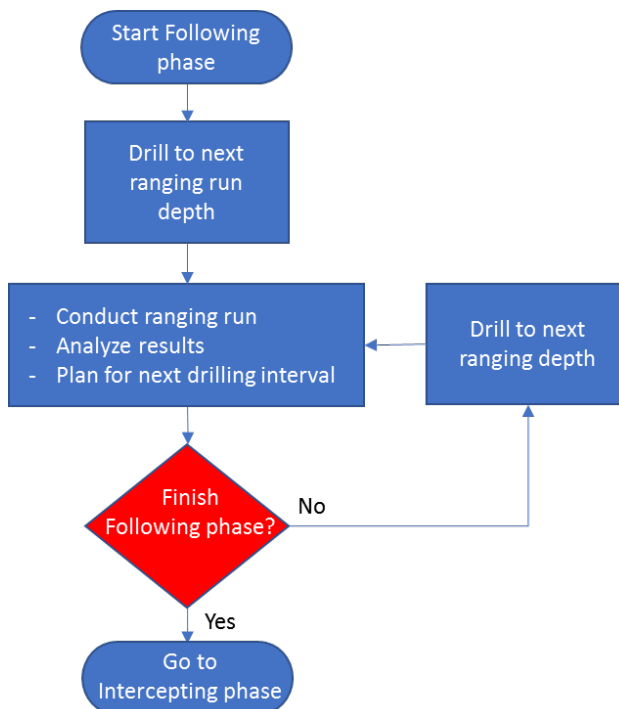 Start Following
phase
Drill to next
ranging run
depth
- Conduct ranging run
- Analyze results
- Plan for next drilling interval
Drill to next
ranging depth
Finish
Following phase?
No
Yes
Go to
Intercepting phase